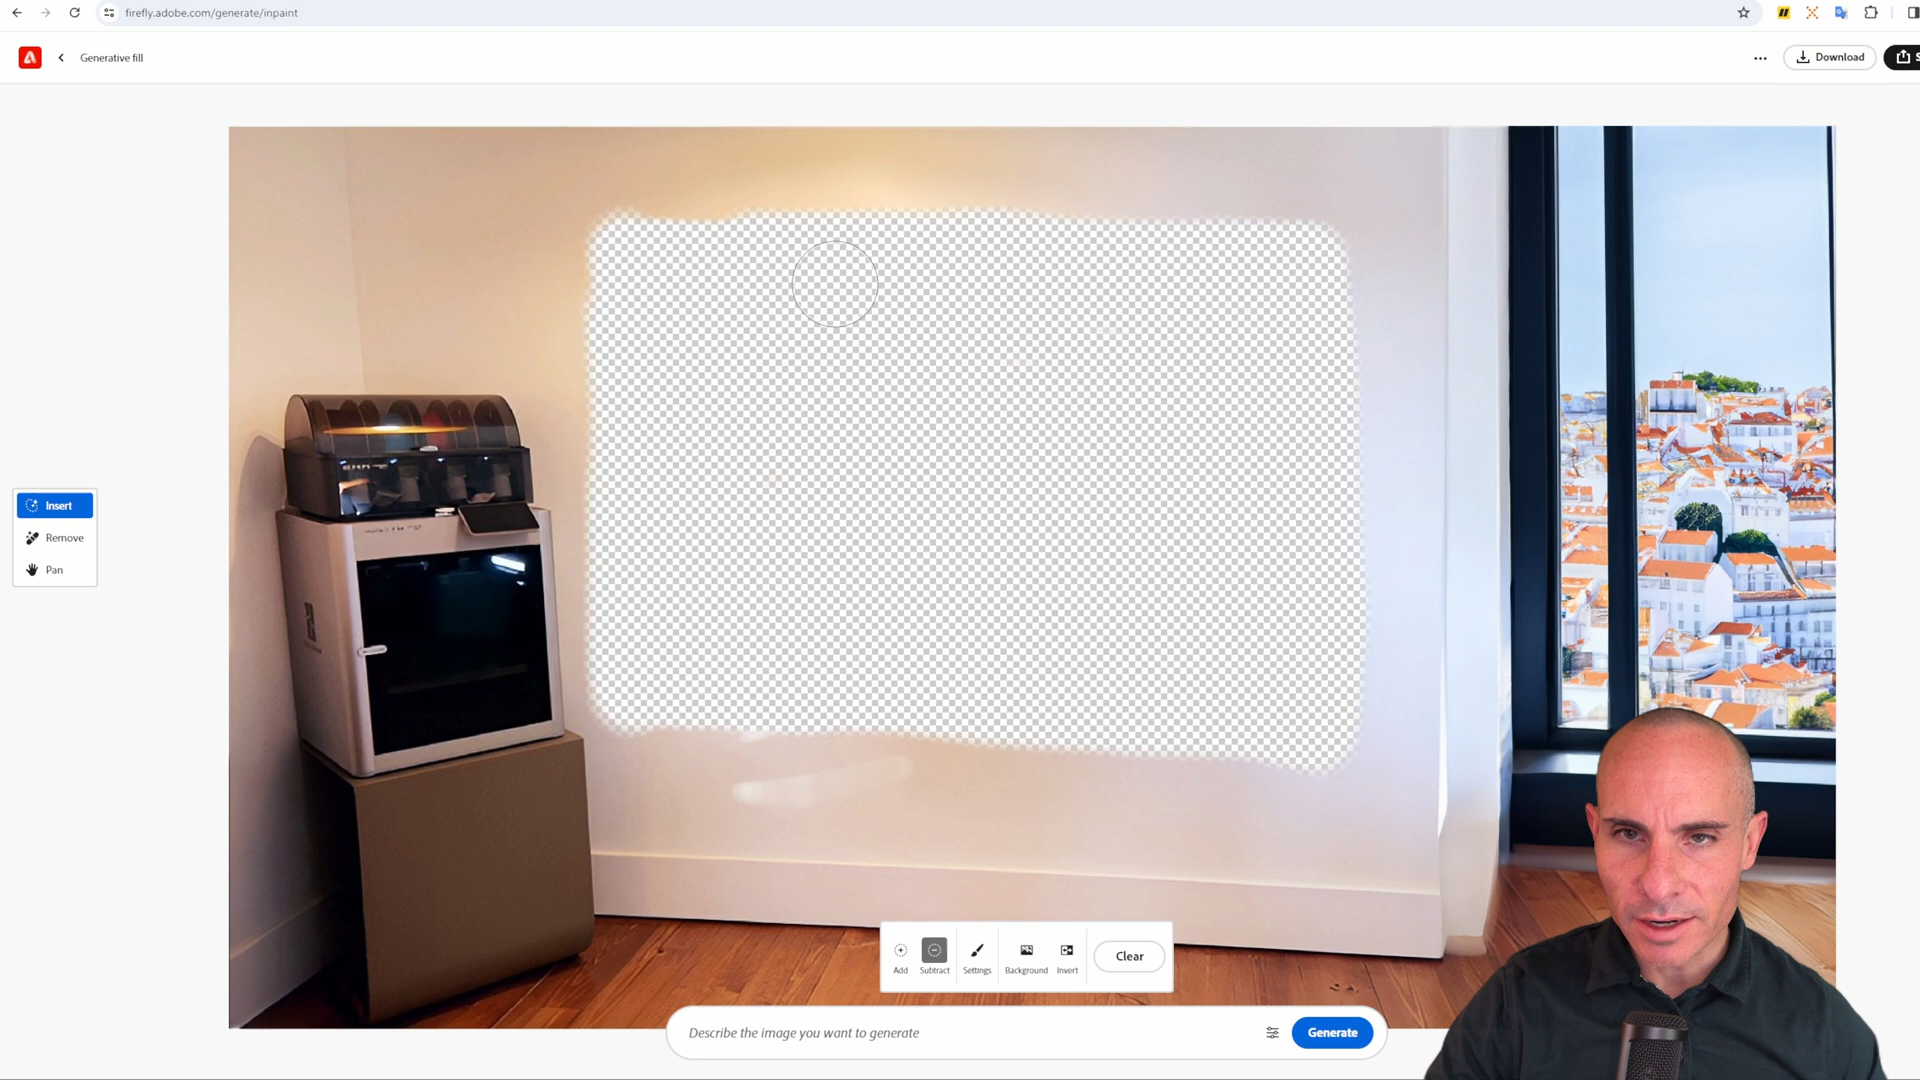 firefly.adobe.com/generate/inpaint
Generative fill
Download
S
Insert
Remove
Pan
Add
Subtract
Settings
Background
Invert
Clear
Describe the image you want to generate
Generate